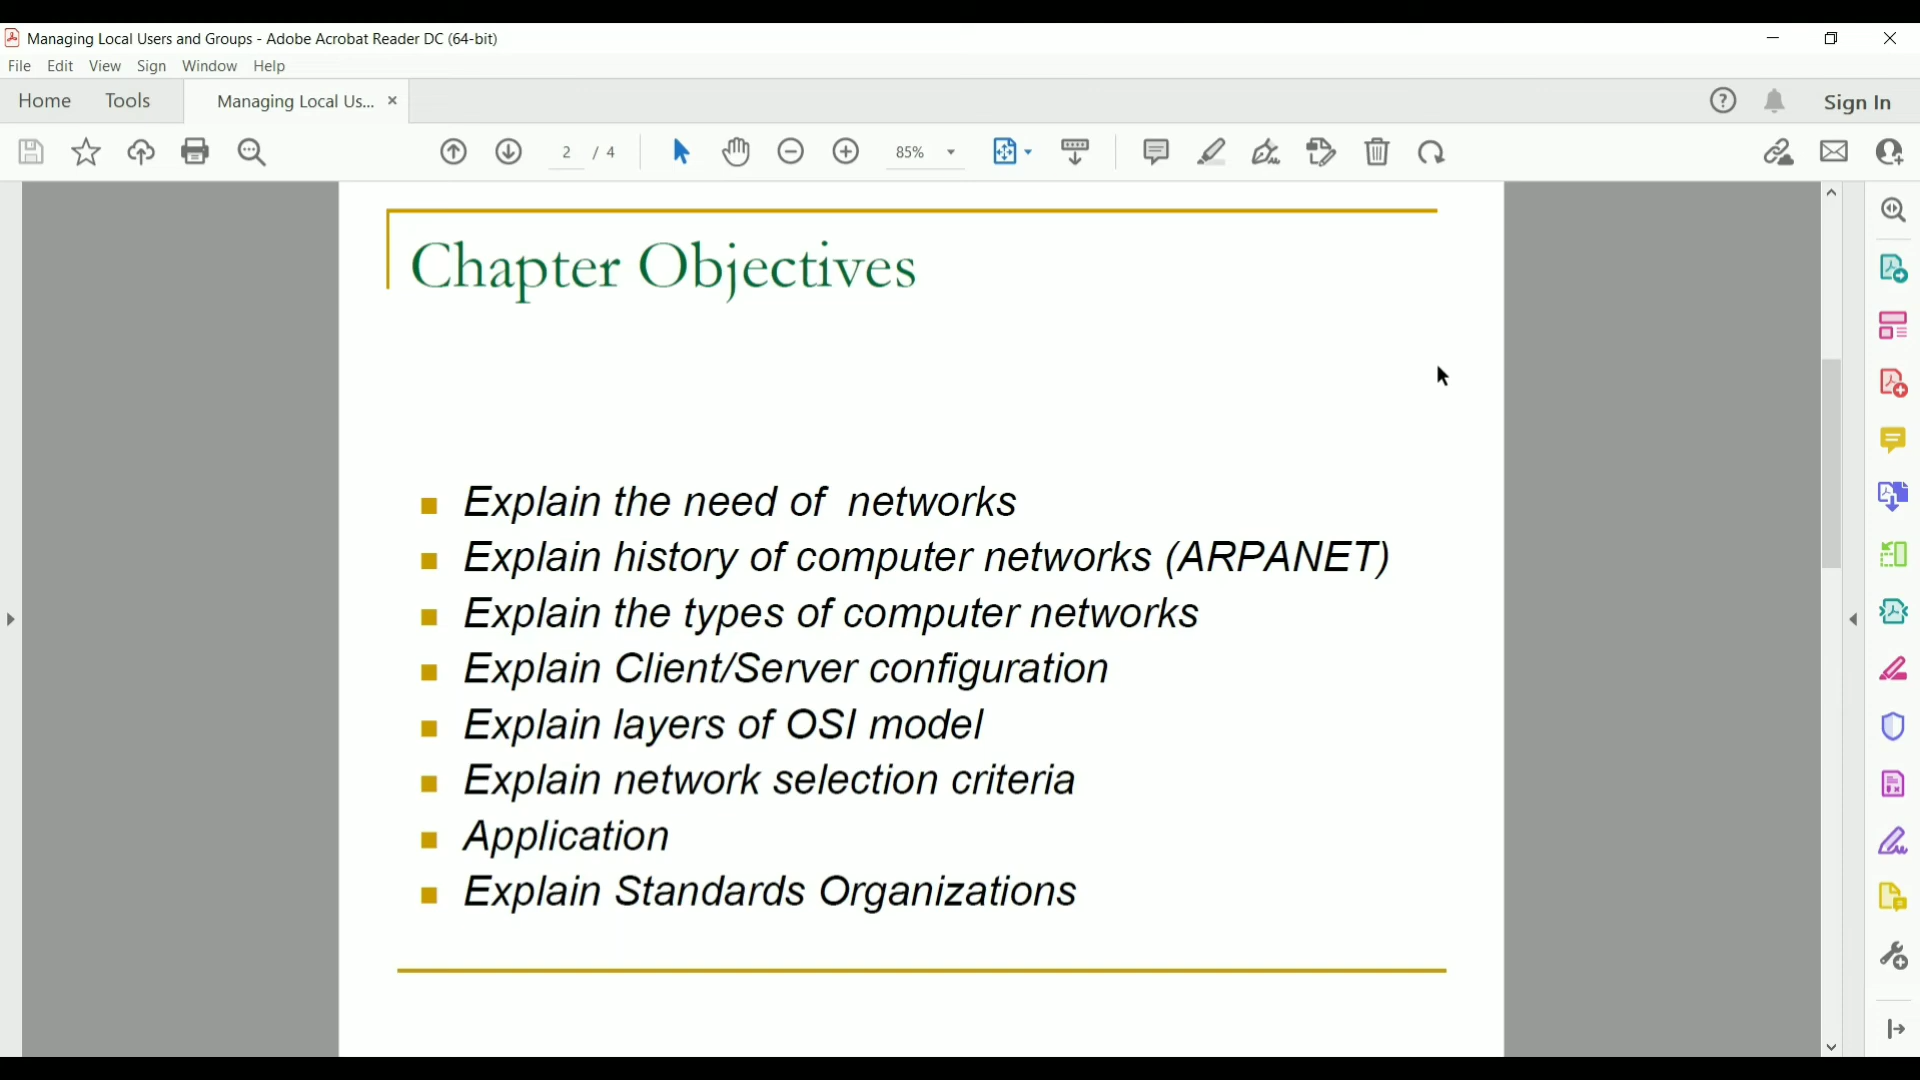 Managing Local Users and Groups - Adobe Acrobat Reader DC (64-bit)
File Edit View Sign Window Help
Home Tools Managing Local Us... Sign In
2 / 4 85%
Chapter Objectives
Explain the need of networks
Explain history of computer networks (ARPANET)
Explain the types of computer networks
Explain Client/Server configuration
Explain layers of OSI model
Explain network selection criteria
Application
Explain Standards Organizations